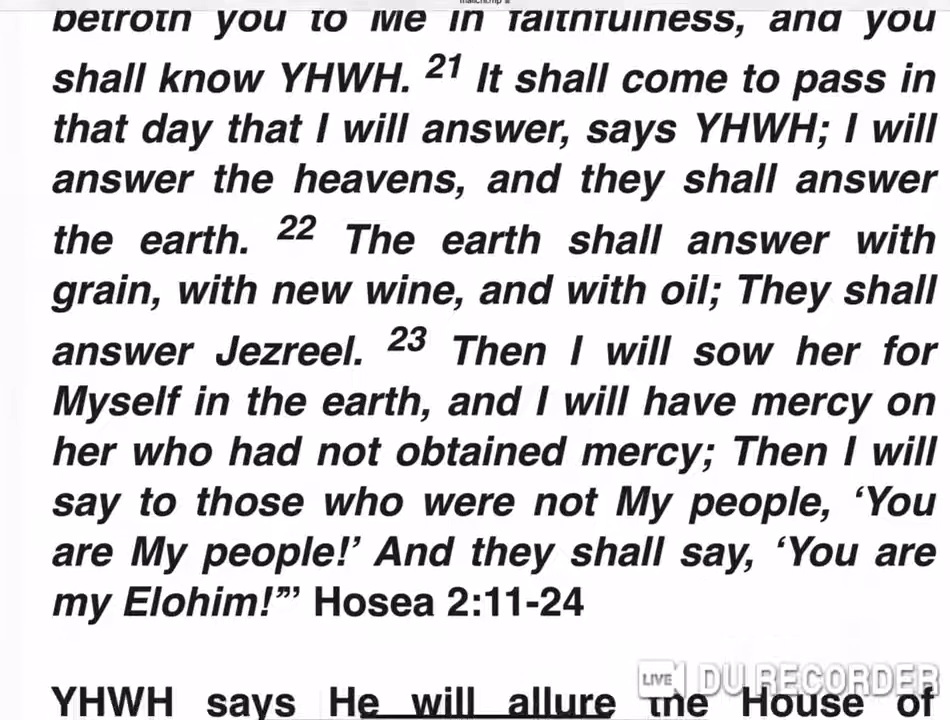 betroth you to Me in faithfulness, and you
shall know YHWH. 21 It shall come to pass in
that day that I will answer, says YHWH; I will
answer the heavens, and they shall answer
the earth. 22 The earth shall answer with
grain, with new wine, and with oil; They shall
answer Jezreel. 23 Then I will sow her for
Myself in the earth, and I will have mercy on
her who had not obtained mercy; Then I will
say to those who were not My people, ‘You
are My people!’ And they shall say, ‘You are
my Elohim!’” Hosea 2:11-24
YHWH says He will allure the House of
LIVE DU RECORDER